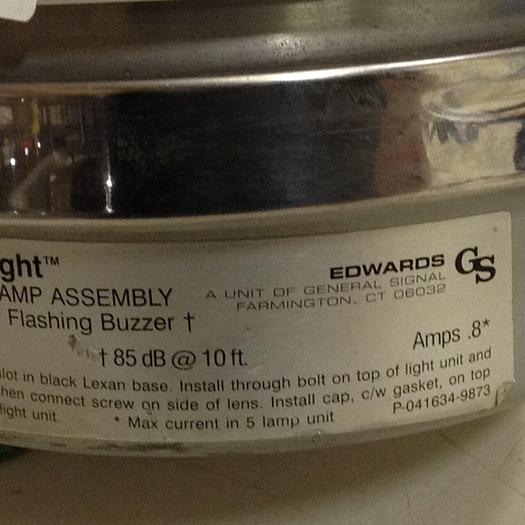 ght™
AMP ASSEMBLY
Flashing Buzzer †
† 85 dB @ 10 ft.
EDWARDS GS
A UNIT OF GENERAL SIGNAL
FARMINGTON, CT 06032
Amps .8*
slot in black Lexan base. Install through bolt on top of light unit and
hen connect screw on side of lens. Install cap, c/w gasket, on top
light unit. * Max current in 5 lamp unit P-041634-9873